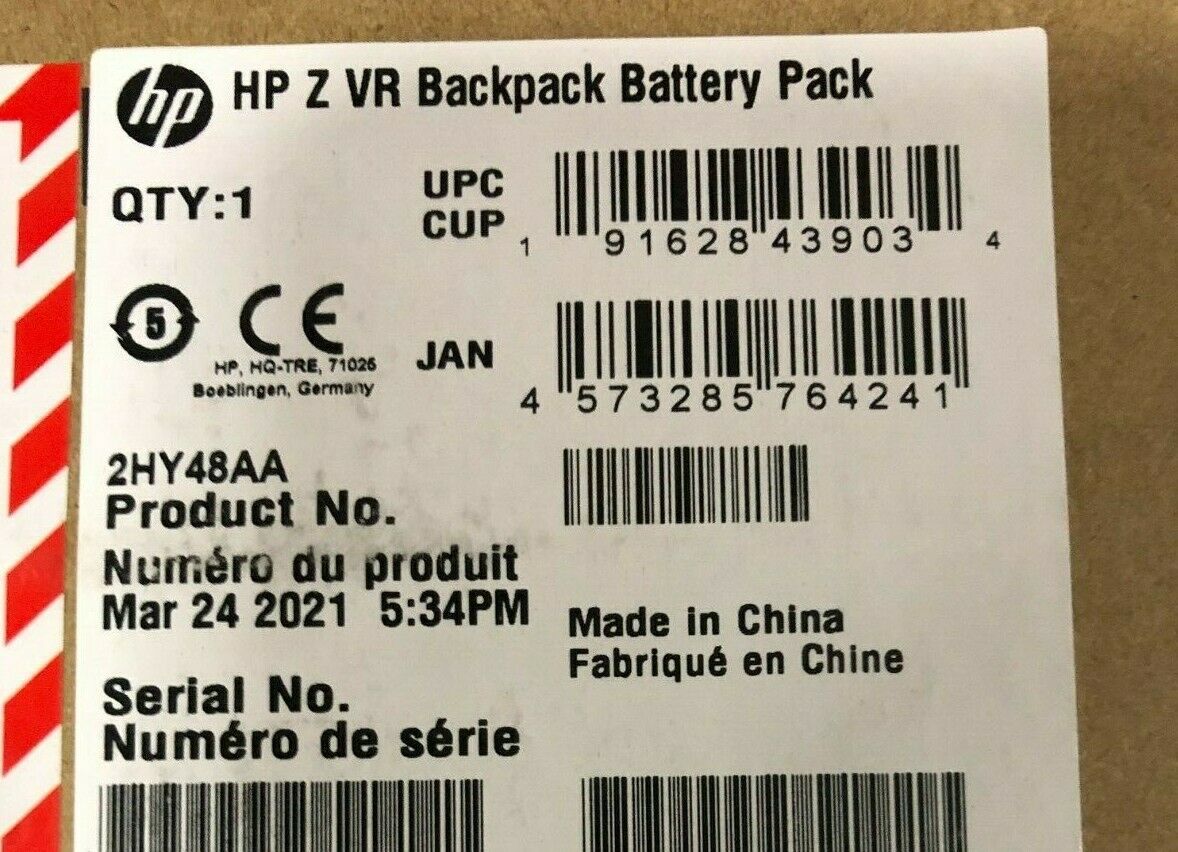 hp HP Z VR Backpack Battery Pack
QTY:1
UPC
CUP
1 91628 43903 4
5 CE
HP, HQ-TRE, 71025
Boeblingen, Germany
JAN
4 573285 764241
2HY48AA
Product No.
Numéro du produit
Mar 24 2021 5:34PM
Made in China
Fabriqué en Chine
Serial No.
Numéro de série